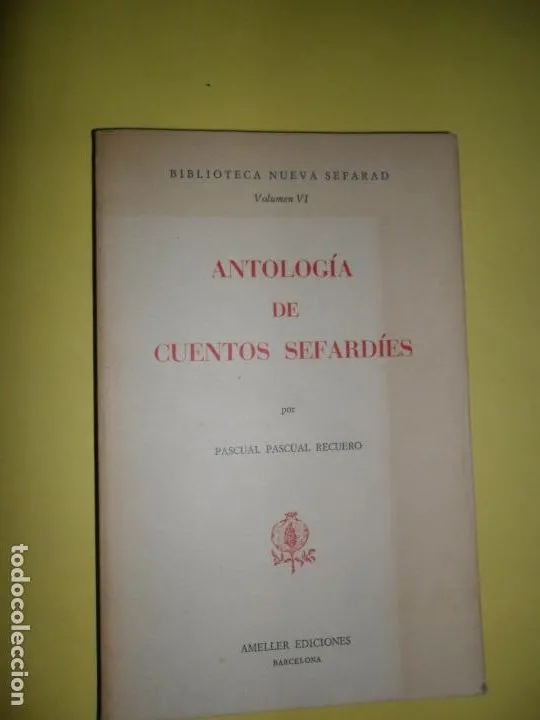 BIBLIOTECA NUEVA SEFARAD
Volumen VI
ANTOLOGÍA
DE
CUENTOS SEFARDÍES
por
PASCUAL PASCUAL RECUERO
AMELLER EDICIONES
BARCELONA
todocoleccion